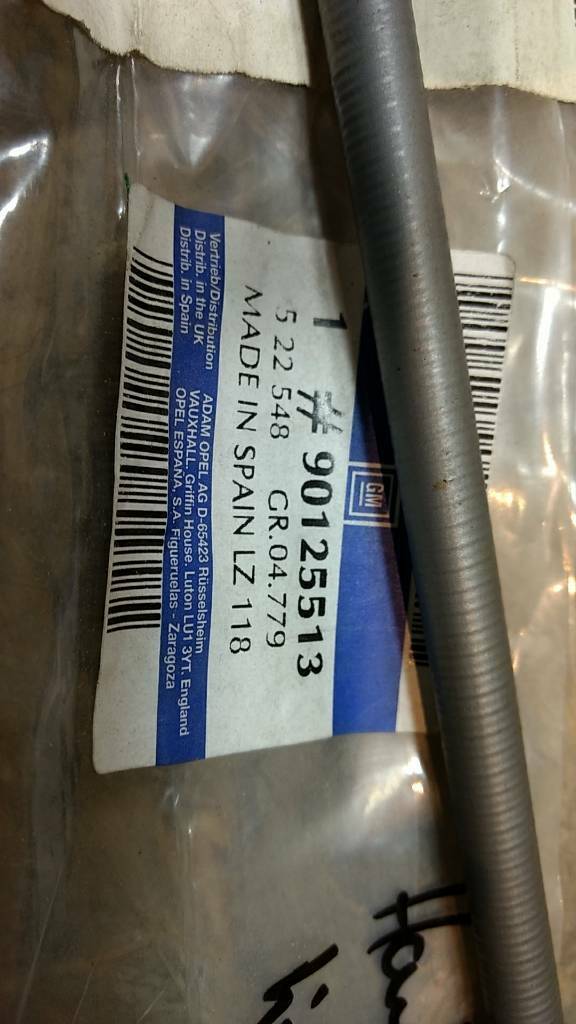 GM
1 # 90125513
5 22 548 GR.04.779
MADE IN SPAIN LZ 118
Vertrieb/Distribution ADAM OPEL AG D-65423 Rüsselsheim
Distrib. in the UK VAUXHALL, Griffin House. Luton LU1 3YT. England
Distrib. in Spain OPEL ESPAÑA, S.A. Figueruelas - Zaragoza